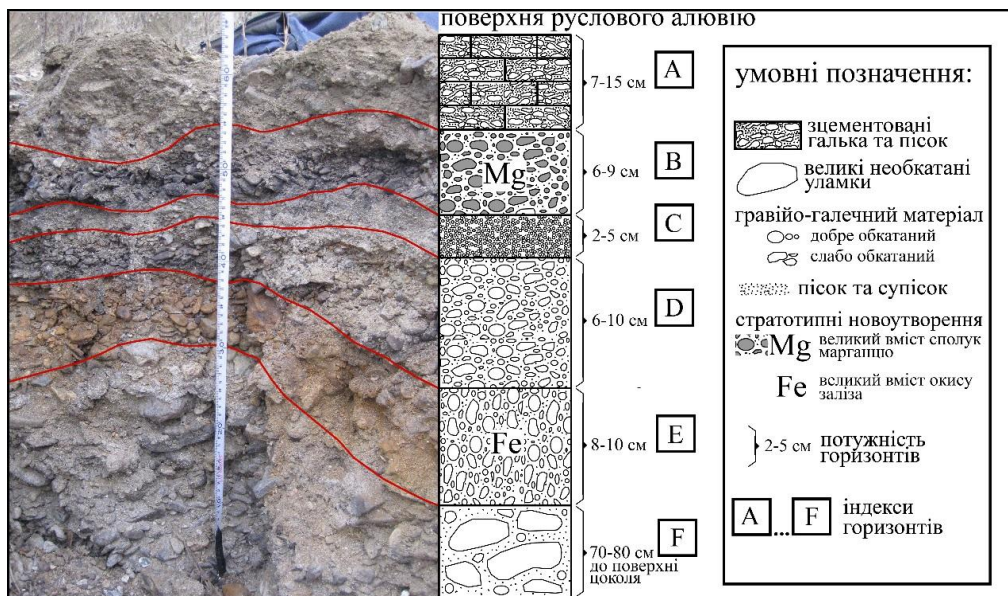 поверхня руслового алювію
7-15 см
A
Mg
6-9 см
B
2-5 см
C
6-10 см
D
Fe
8-10 см
E
70-80 см
до поверхні
цоколя
F
умовні позначення:
зцементовані
галька та пісок
великі необкатані
уламки
гравійо-галечний матеріал
добре обкатаний
слабо обкатаний
пісок та супісок
стратотипні новоутворення
Mg великий вміст сполук
марганцю
Fe великий вміст окису
заліза
2-5 см потужність
горизонтів
A ... F індекси
горизонтів